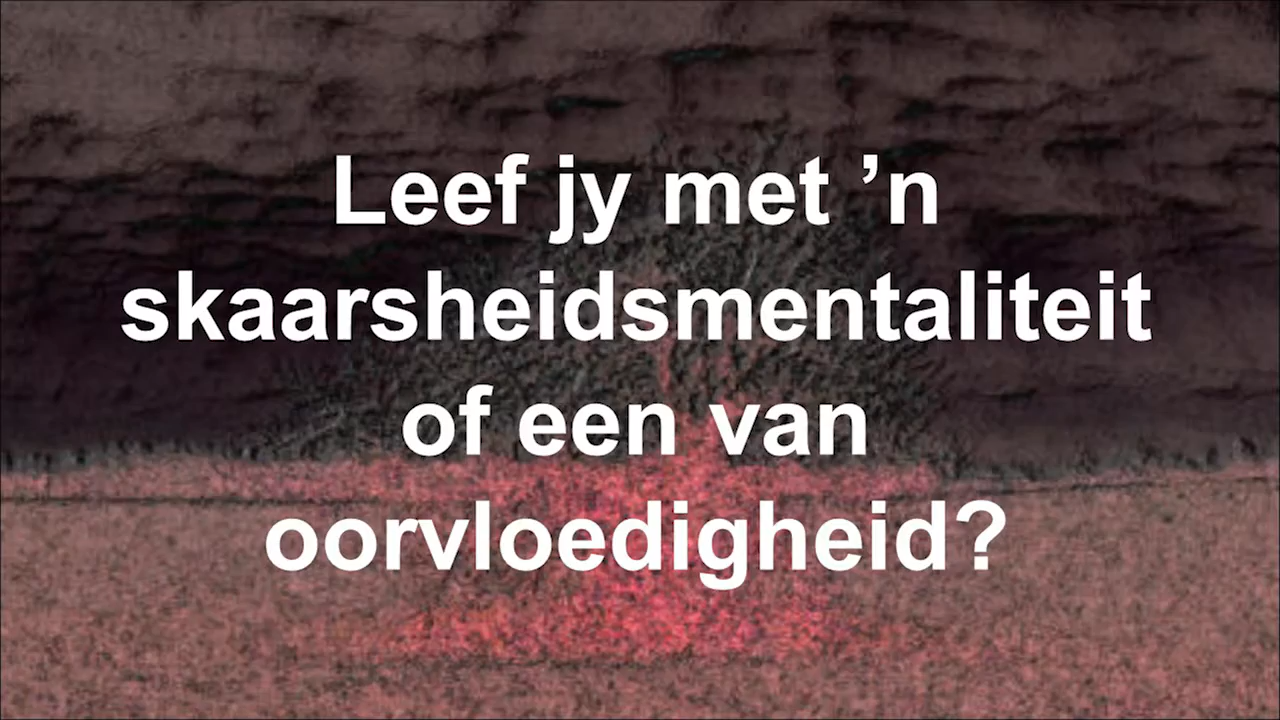 Leef jy met ’n
skaarsheidsmentaliteit
of een van
oorvloedigheid?